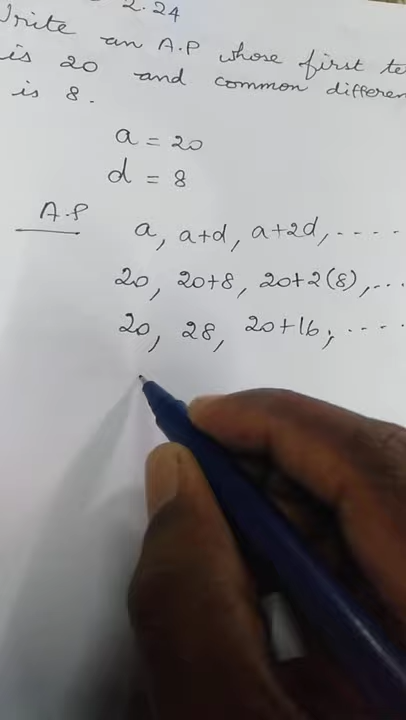 2.24
Write an A.P whose first te
is 20 and common differen
is 8.
a = 20
d = 8
A.P
a, a+d, a+2d, .....
20, 20+8, 20+2(8), ...
20, 28, 20+16, ....